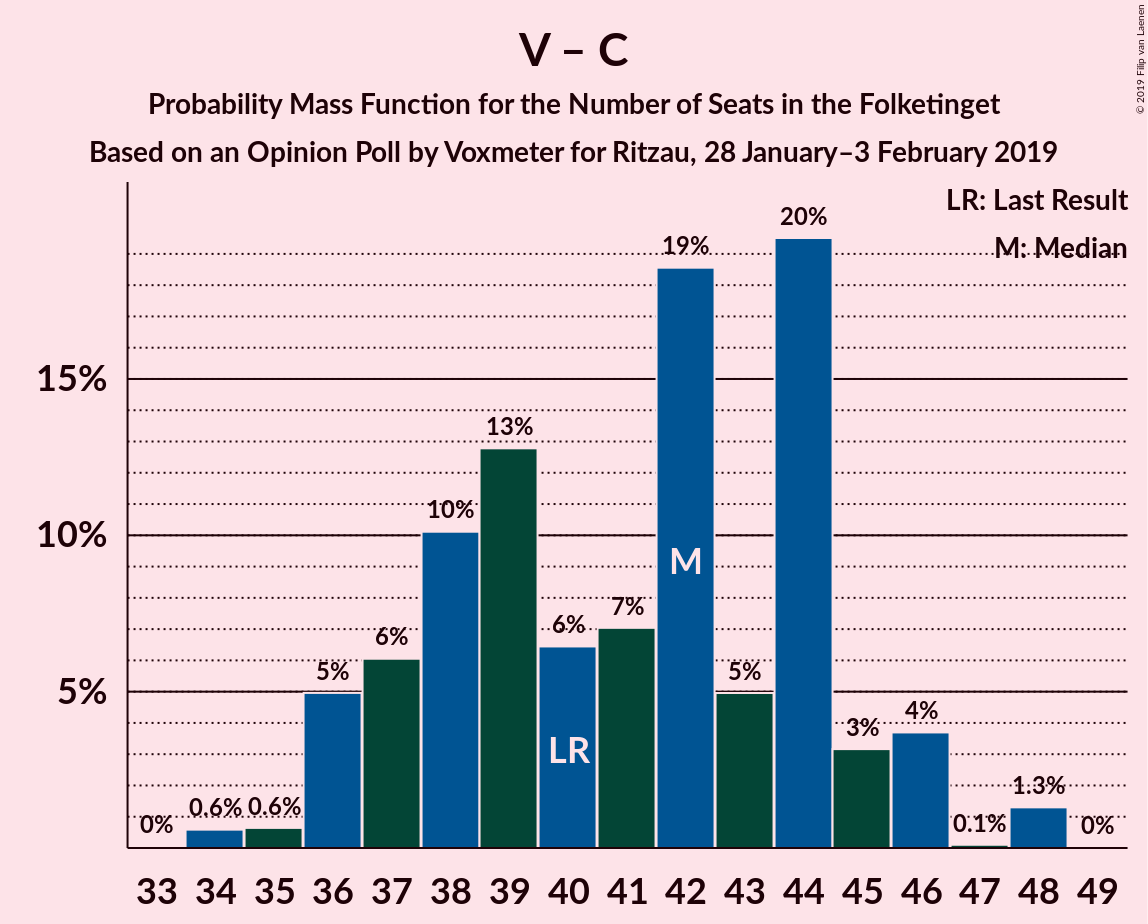 V – C
Probability Mass Function for the Number of Seats in the Folketinget
Based on an Opinion Poll by Voxmeter for Ritzau, 28 January–3 February 2019
© 2019 Filip van Laenen
LR: Last Result
M: Median
15%
10%
5%
0%
0.6%
0.6%
5%
6%
10%
13%
6%
7%
19%
5%
20%
3%
4%
0.1%
1.3%
0%
LR
M
33 34 35 36 37 38 39 40 41 42 43 44 45 46 47 48 49